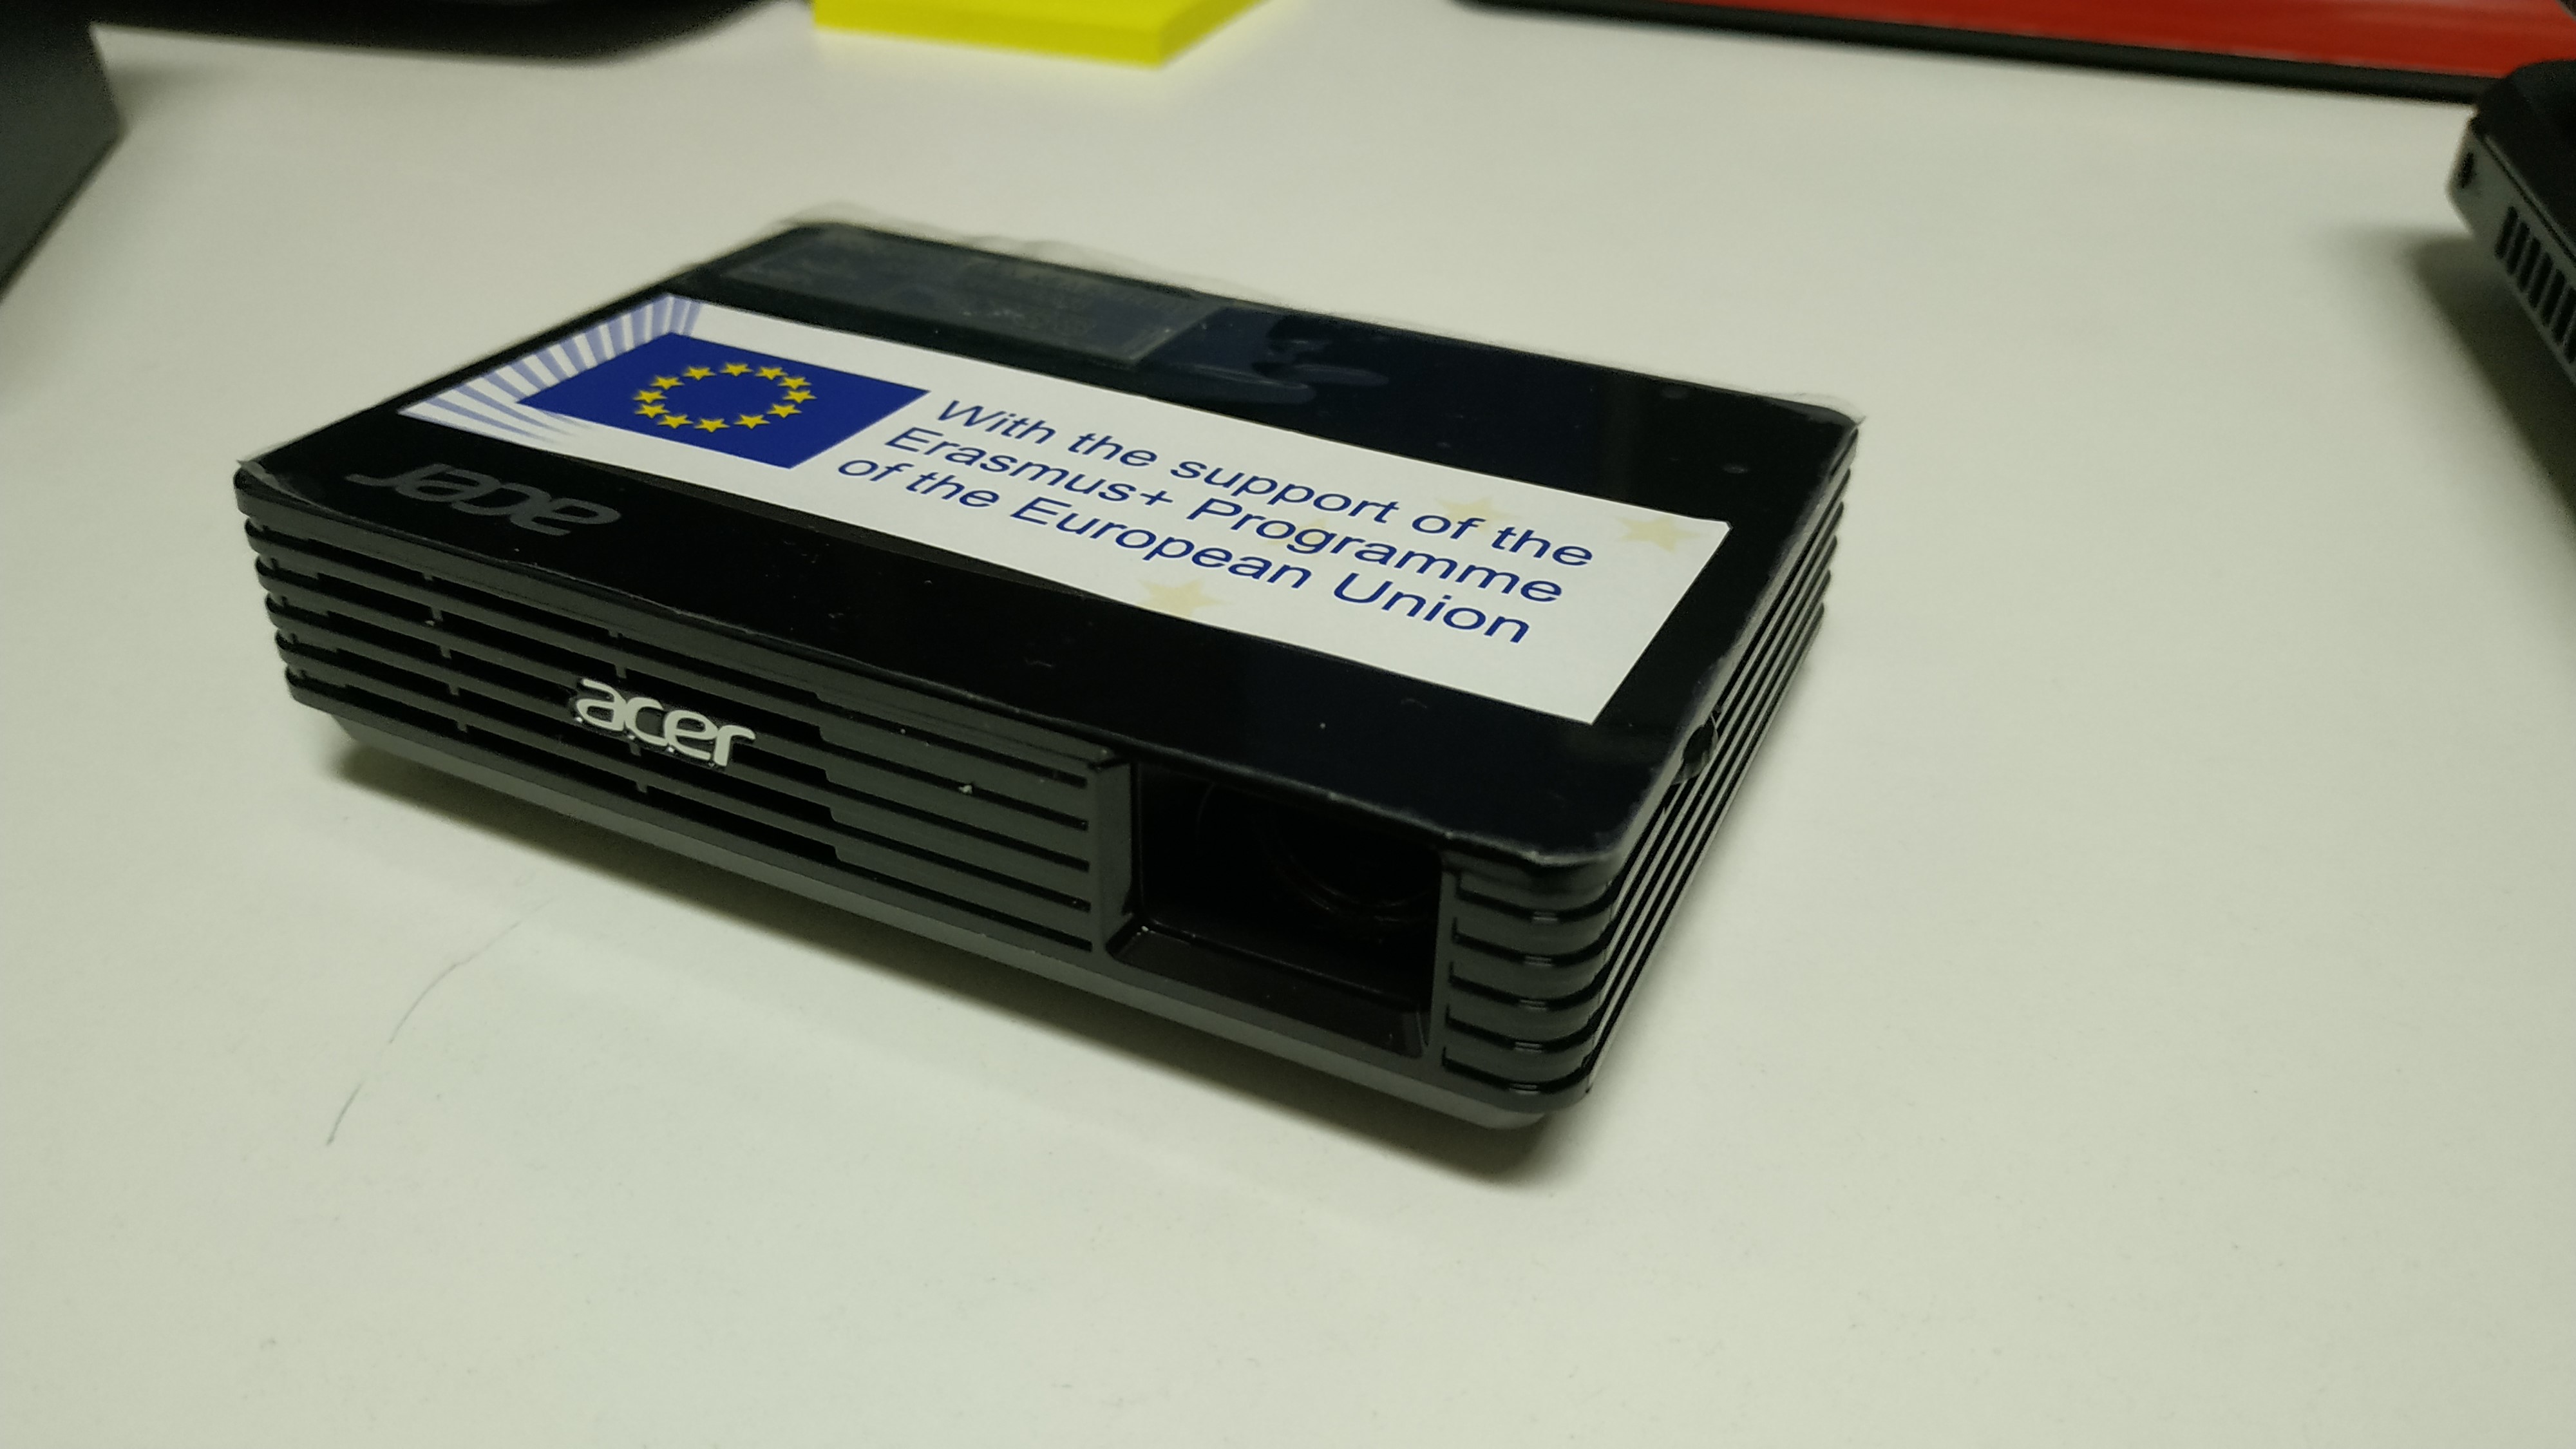 With the support of the
Erasmus+ Programme
of the European Union
acer
acer